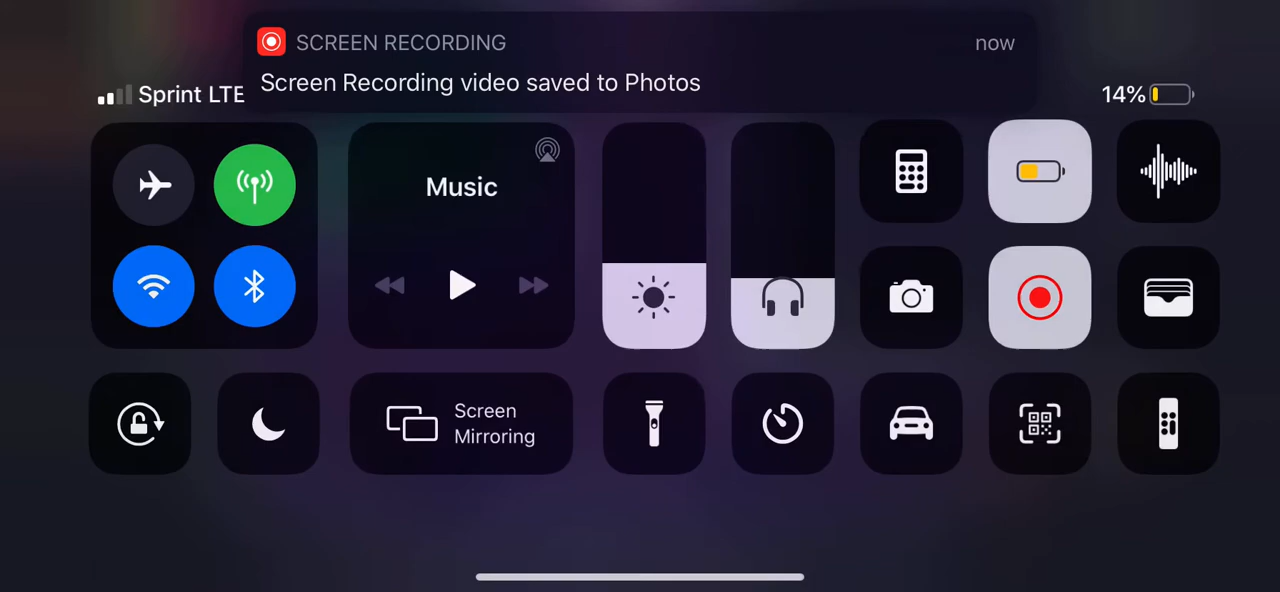 SCREEN RECORDING
now
Screen Recording video saved to Photos
Sprint LTE
14%
Music
Screen
Mirroring